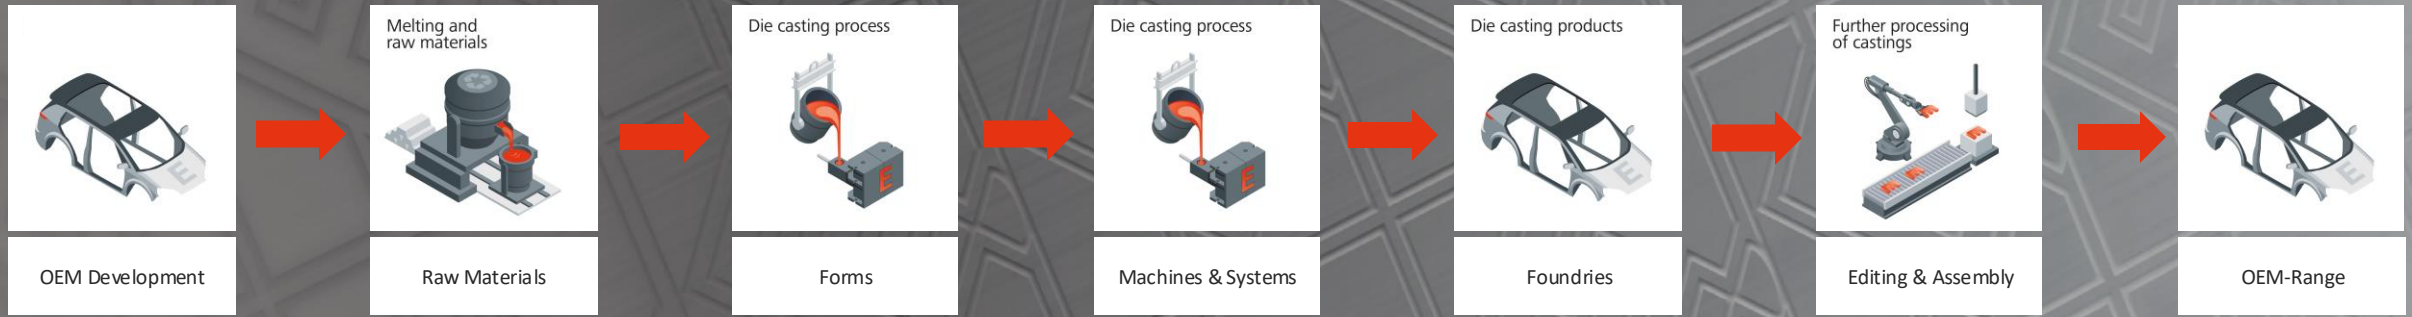 Melting and
raw materials
Die casting process
Die casting process
Die casting products
Further processing
of castings
E
E
E
E
OEM Development
Raw Materials
Forms
Machines & Systems
Foundries
Editing & Assembly
OEM-Range